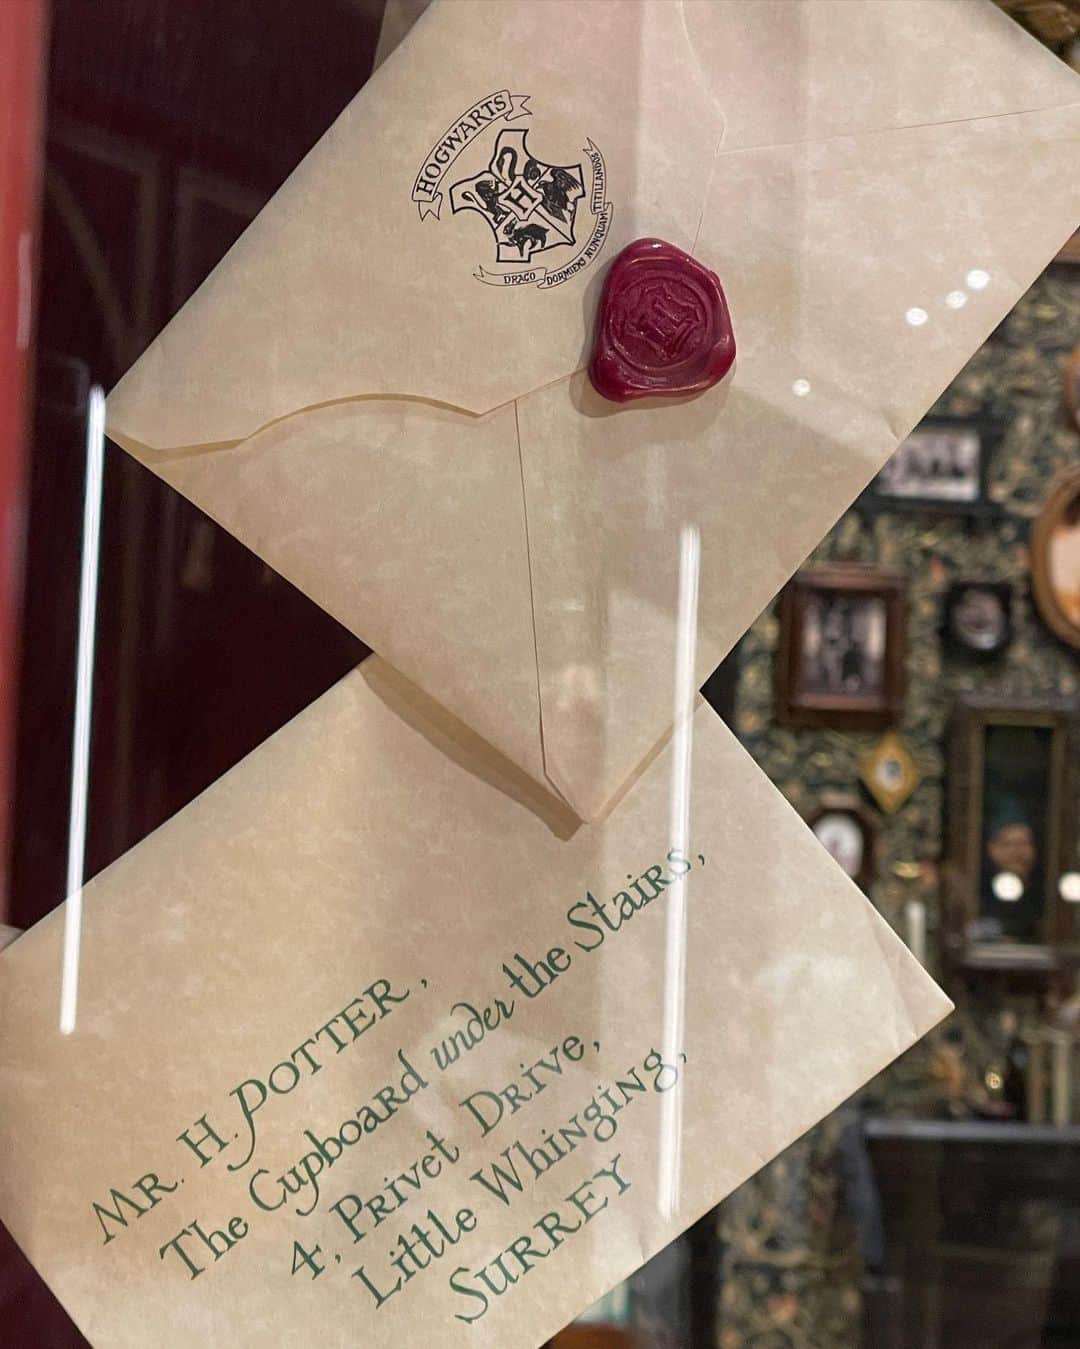 HOGWARTS
H
DRACO DORMIENS NUNQUAM TITILLANDUS
H
MR. H. POTTER,
The Cupboard under the Stairs,
4, Privet Drive,
Little Whinging,
SURREY